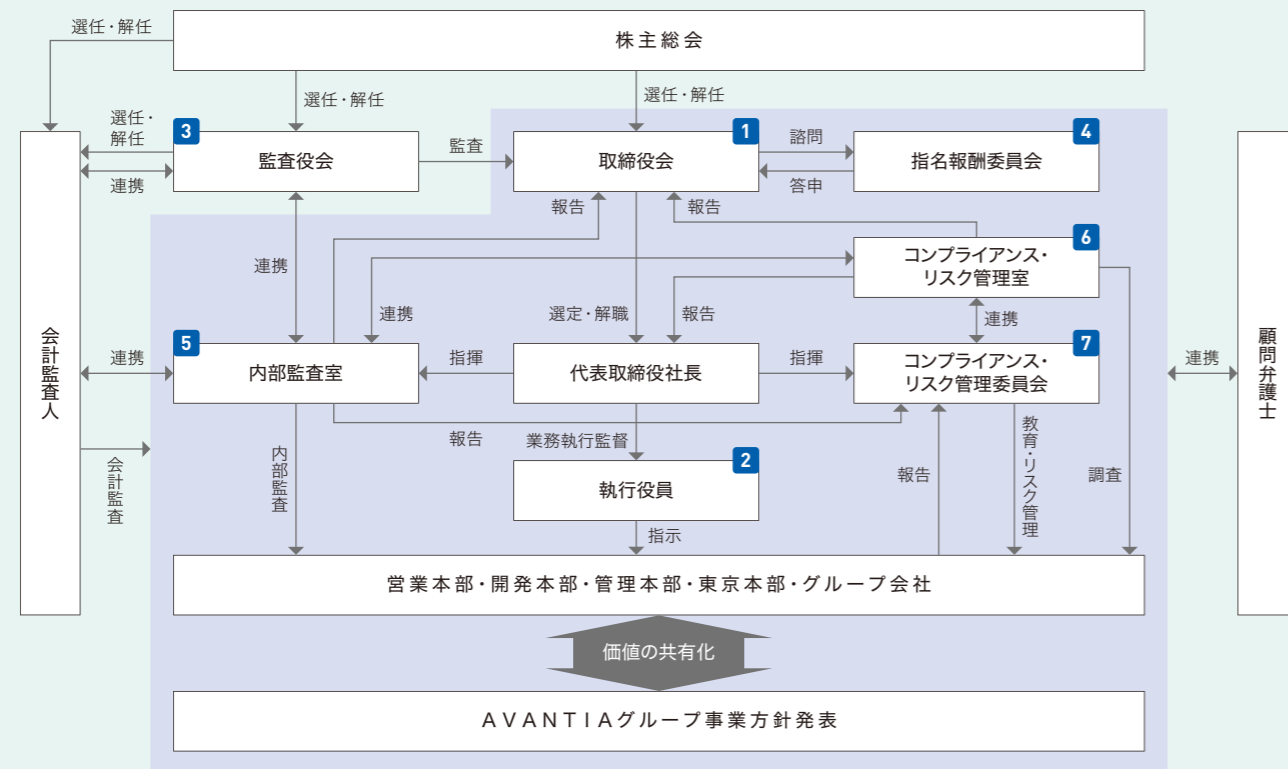 選任・解任
株主総会
選任・解任
選任・解任
選任・
解任
3
監査役会
監査
1
取締役会
諮問
4
指名報酬委員会
連携
答申
報告
報告
6
コンプライアンス・
リスク管理室
連携
連携
選定・解職
報告
連携
5
内部監査室
連携
指揮
代表取締役社長
指揮
7
コンプライアンス・
リスク管理委員会
連携
会計監査人
顧問弁護士
報告
業務執行監督
2
執行役員
内部監査
会計監査
報告
教育・リスク管理
調査
指示
営業本部・開発本部・管理本部・東京本部・グループ会社
価値の共有化
AVANTIAグループ事業方針発表